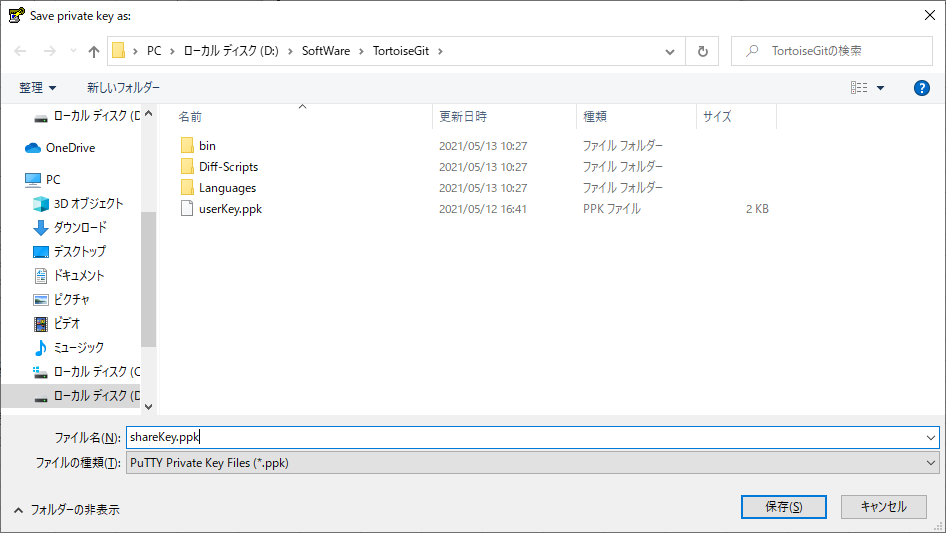 Save private key as:
PC › ローカル ディスク (D:) › SoftWare › TortoiseGit ›
TortoiseGitの検索
整理 新しいフォルダー
名前 更新日時 種類 サイズ
bin 2021/05/13 10:27 ファイル フォルダー
Diff-Scripts 2021/05/13 10:27 ファイル フォルダー
Languages 2021/05/13 10:27 ファイル フォルダー
userKey.ppk 2021/05/12 16:41 PPK ファイル 2 KB
ローカル ディスク (D
OneDrive
PC
3D オブジェクト
ダウンロード
デスクトップ
ドキュメント
ピクチャ
ビデオ
ミュージック
ローカル ディスク (C
ローカル ディスク (D
ファイル名(N): shareKey.ppk
ファイルの種類(T): PuTTY Private Key Files (*.ppk)
フォルダーの非表示
保存(S) キャンセル